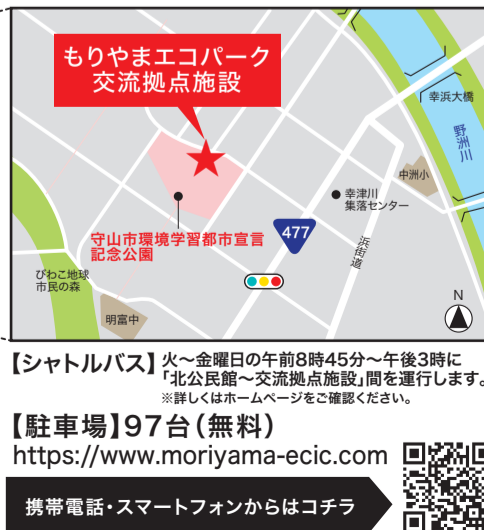 もりやまエコパーク
交流拠点施設
幸浜大橋
野洲川
中洲小
幸津川
集落センター
守山市環境学習都市宣言
記念公園
477
浜街道
びわこ地球
市民の森
明富中
N
【シャトルバス】火〜金曜日の午前8時45分〜午後3時に
「北公民館〜交流拠点施設」間を運行します。
※詳しくはホームページをご確認ください。
【駐車場】97台(無料)
https://www.moriyama-ecic.com
携帯電話・スマートフォンからはコチラ